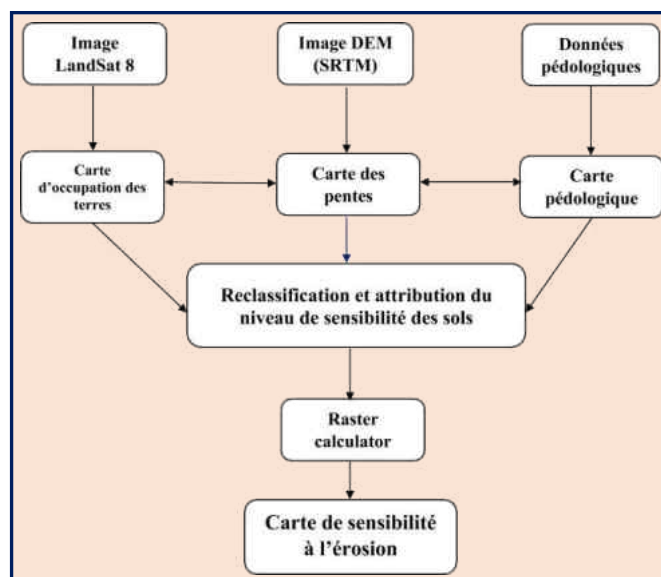 Image
LandSat 8
Image DEM
(SRTM)
Données
pédologiques
Carte
d’occupation des
terres
Carte des
pentes
Carte
pédologique
Reclassification et attribution du
niveau de sensibilité des sols
Raster
calculator
Carte de sensibilité
à l’érosion